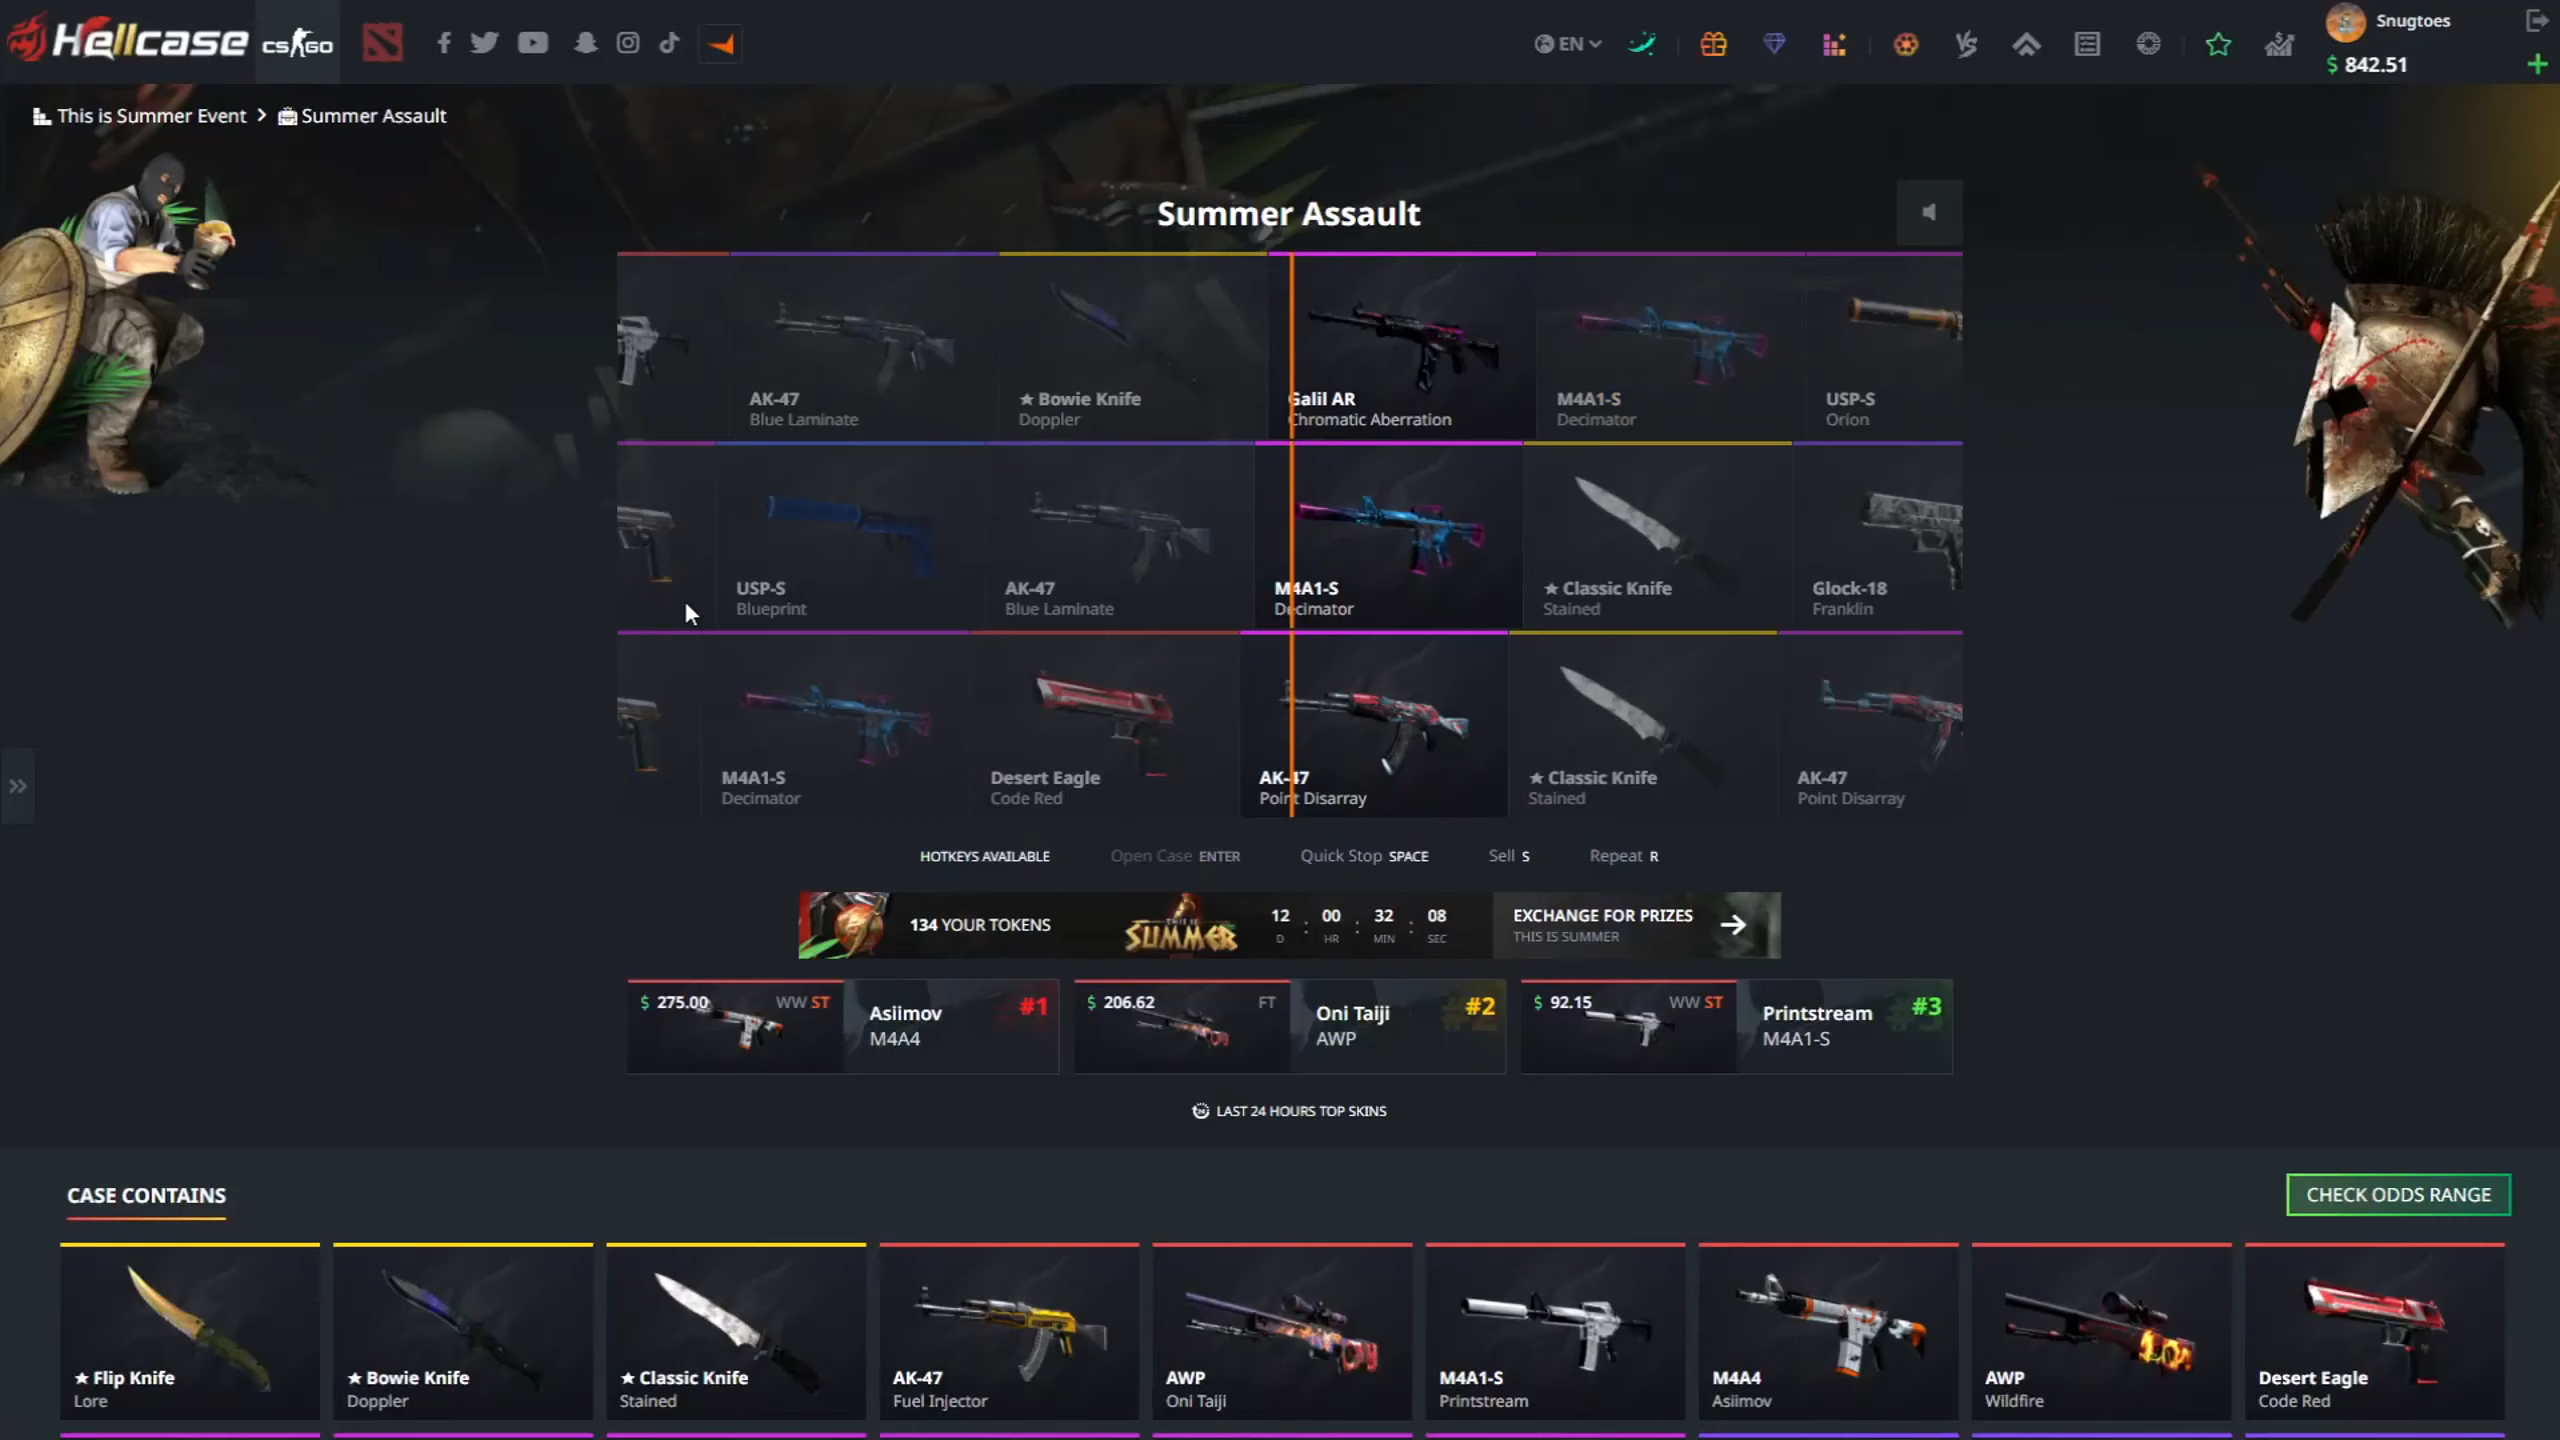 Hellcase
CS GO
EN
Snugtoes
$ 842.51
This is Summer Event > Summer Assault
Summer Assault
AK-47
Blue Laminate
★ Bowie Knife
Doppler
Galil AR
Chromatic Aberration
M4A1-S
Decimator
USP-S
Orion
USP-S
Blueprint
AK-47
Blue Laminate
M4A1-S
Decimator
★ Classic Knife
Stained
Glock-18
Franklin
M4A1-S
Decimator
Desert Eagle
Code Red
AK-47
Point Disarray
★ Classic Knife
Stained
AK-47
Point Disarray
HOTKEYS AVAILABLE Open Case ENTER Quick Stop SPACE Sell S Repeat R
134 YOUR TOKENS
THIS IS
SUMMER
12 : 00 : 32 : 08
D HR MIN SEC
EXCHANGE FOR PRIZES
THIS IS SUMMER
$ 275.00 WW ST
Asiimov
M4A4
#1
$ 206.62 FT
Oni Taiji
AWP
#2
$ 92.15 WW ST
Printstream
M4A1-S
#3
24 LAST 24 HOURS TOP SKINS
CASE CONTAINS
CHECK ODDS RANGE
★ Flip Knife
Lore
★ Bowie Knife
Doppler
★ Classic Knife
Stained
AK-47
Fuel Injector
AWP
Oni Taiji
M4A1-S
Printstream
M4A4
Asiimov
AWP
Wildfire
Desert Eagle
Code Red